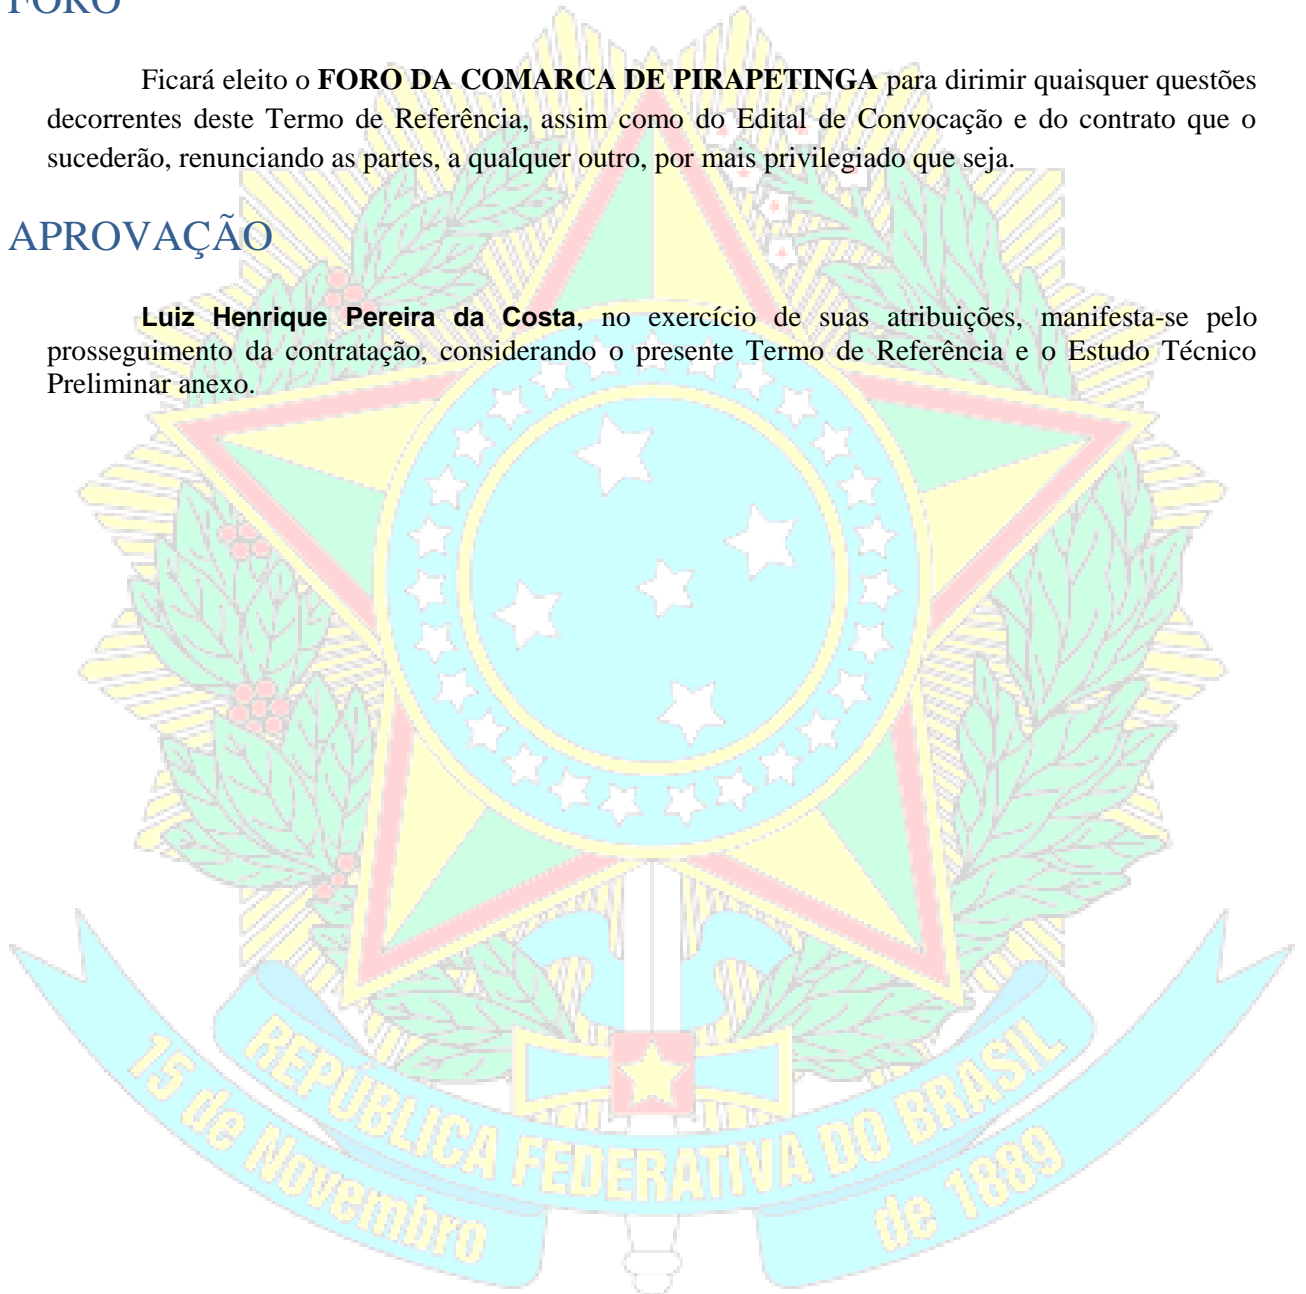 FORO
Ficará eleito o FORO DA COMARCA DE PIRAPETINGA para dirimir quaisquer questões
decorrentes deste Termo de Referência, assim como do Edital de Convocação e do contrato que o
sucederão, renunciando as partes, a qualquer outro, por mais privilegiado que seja.
APROVAÇÃO
Luiz Henrique Pereira da Costa, no exercício de suas atribuições, manifesta-se pelo
prosseguimento da contratação, considerando o presente Termo de Referência e o Estudo Técnico
Preliminar anexo.
REPÚBLICA FEDERATIVA DO BRASIL
15 de Novembro de 1889